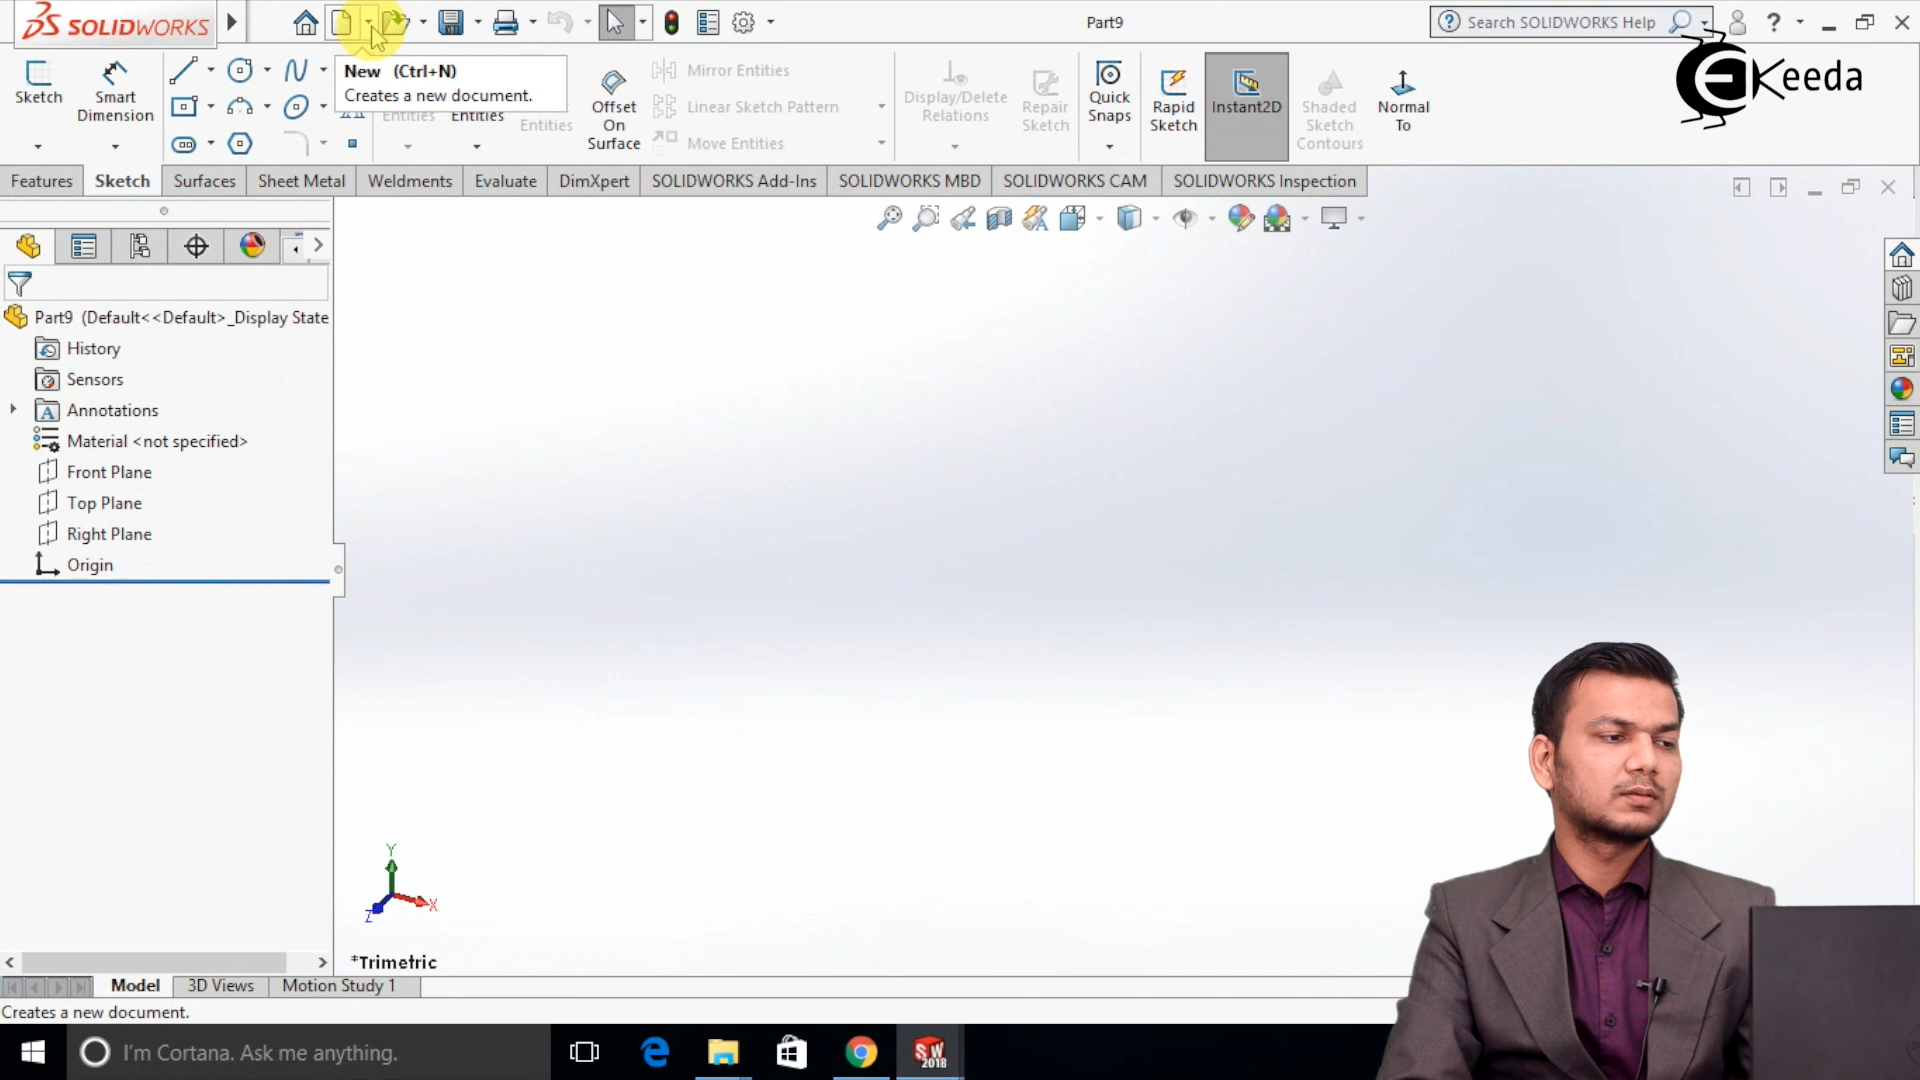 SOLIDWORKS
Part9
Search SOLIDWORKS Help
?
Keeda
New (Ctrl+N)
Creates a new document.
Sketch
Smart Dimension
Entities
Entities
Entities
Offset On Surface
Mirror Entities
Linear Sketch Pattern
Move Entities
Display/Delete Relations
Repair Sketch
Quick Snaps
Rapid Sketch
Instant2D
Shaded Sketch Contours
Normal To
Features
Sketch
Surfaces
Sheet Metal
Weldments
Evaluate
DimXpert
SOLIDWORKS Add-Ins
SOLIDWORKS MBD
SOLIDWORKS CAM
SOLIDWORKS Inspection
Part9 (Default<<Default>_Display State
History
Sensors
Annotations
Material <not specified>
Front Plane
Top Plane
Right Plane
Origin
Y
X
Z
*Trimetric
Model
3D Views
Motion Study 1
Creates a new document.
I'm Cortana. Ask me anything.
SW
2018